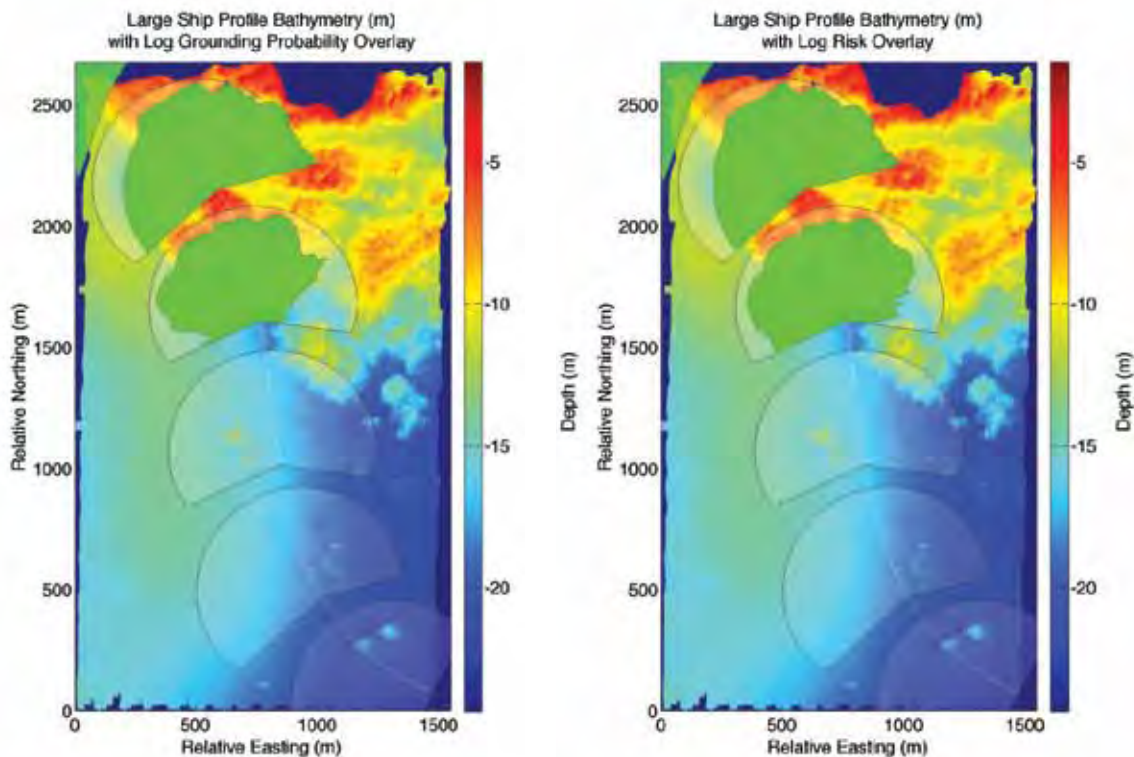 Large Ship Profile Bathymetry (m)
with Log Grounding Probability Overlay
2500
2000
1500
1000
500
0
Relative Northing (m)
0
500
1000
1500
Relative Easting (m)
-5
-10
-15
-20
Depth (m)
Large Ship Profile Bathymetry (m)
with Log Risk Overlay
2500
2000
1500
1000
500
0
Relative Northing (m)
0
500
1000
1500
Relative Easting (m)
-5
-10
-15
-20
Depth (m)